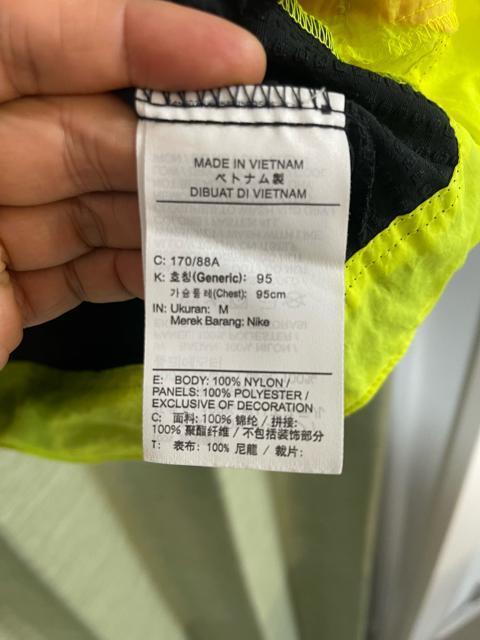 MADE IN VIETNAM
ベトナム製
DIBUAT DI VIETNAM
C: 170/88A
K: 호칭(Generic): 95
가슴둘레(Chest): 95cm
IN: Ukuran: M
Merek Barang: Nike
E: BODY: 100% NYLON /
PANELS: 100% POLYESTER /
EXCLUSIVE OF DECORATION
C: 面料: 100% 锦纶 / 拼接:
100% 聚酯纤维 / 不包括装饰部分
T: 表布: 100% 尼龍 / 裁片: